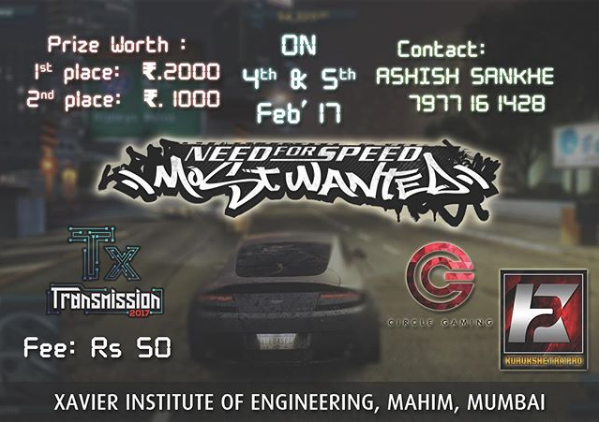 Prize Worth :
1st place: ₹.2000
2nd place: ₹. 1000
ON
4th & 5th
Feb' 17
Contact:
ASHISH SANKHE
7977 16 1428
NEED FOR SPEED
MOST WANTED
Tx
Transmission
2017
Fee: Rs 50
CIRCLE GAMING
KURUKSHETRA.PRO
XAVIER INSTITUTE OF ENGINEERING, MAHIM, MUMBAI